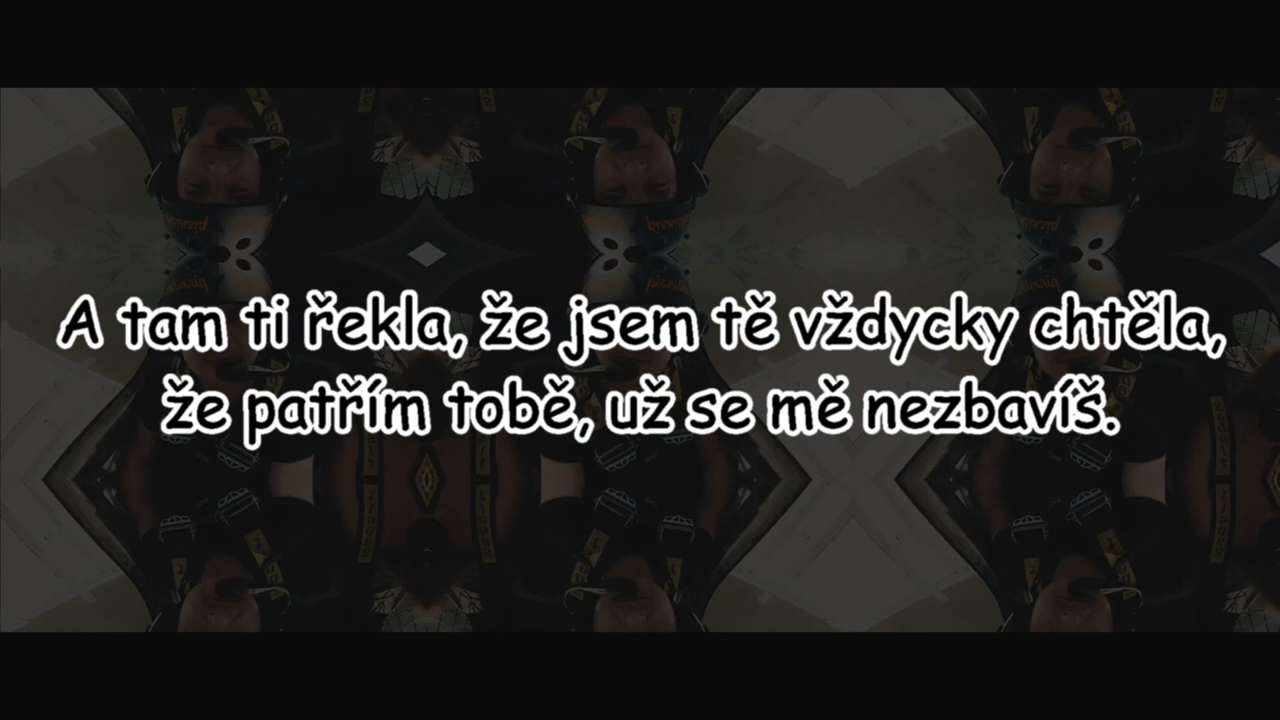 A tam ti řekla, že jsem tě vždycky chtěla,
že patřím tobě, už se mě nezbavíš.